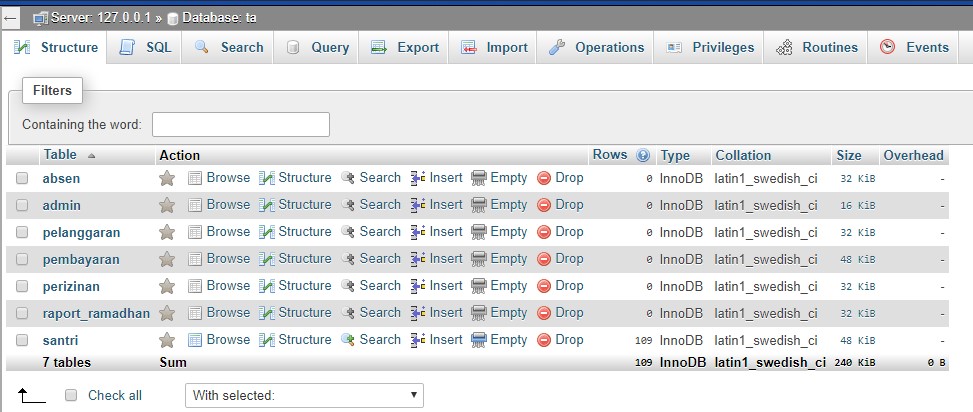 Server: 127.0.0.1 » Database: ta
Structure SQL Search Query Export Import Operations Privileges Routines Events
Filters
Containing the word:
Table Action Rows Type Collation Size Overhead
absen Browse Structure Search Insert Empty Drop 0 InnoDB latin1_swedish_ci 32 KiB -
admin Browse Structure Search Insert Empty Drop 0 InnoDB latin1_swedish_ci 16 KiB -
pelanggaran Browse Structure Search Insert Empty Drop 0 InnoDB latin1_swedish_ci 32 KiB -
pembayaran Browse Structure Search Insert Empty Drop 0 InnoDB latin1_swedish_ci 48 KiB -
perizinan Browse Structure Search Insert Empty Drop 0 InnoDB latin1_swedish_ci 32 KiB -
raport_ramadhan Browse Structure Search Insert Empty Drop 0 InnoDB latin1_swedish_ci 32 KiB -
santri Browse Structure Search Insert Empty Drop 109 InnoDB latin1_swedish_ci 48 KiB -
7 tables Sum 109 InnoDB latin1_swedish_ci 240 KiB 0 B
Check all With selected: